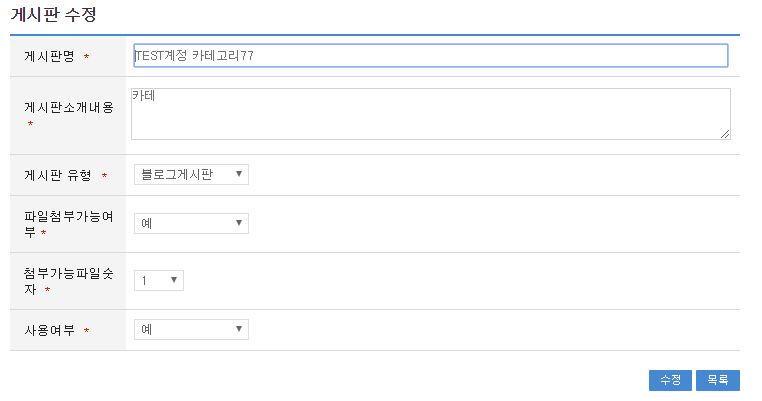 게시판 수정
게시판명 *
TEST계정 카테고리77
게시판소개내용
*
카테
게시판 유형 *
블로그게시판
파일첨부가능여
부 *
예
첨부가능파일숫
자 *
1
사용여부 *
예
수정 목록